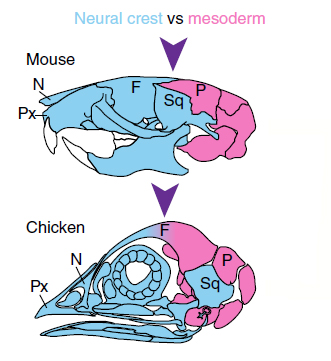 Neural crest vs mesoderm
Mouse
N
F
P
Sq
Px
Chicken
F
N
P
Sq
Px